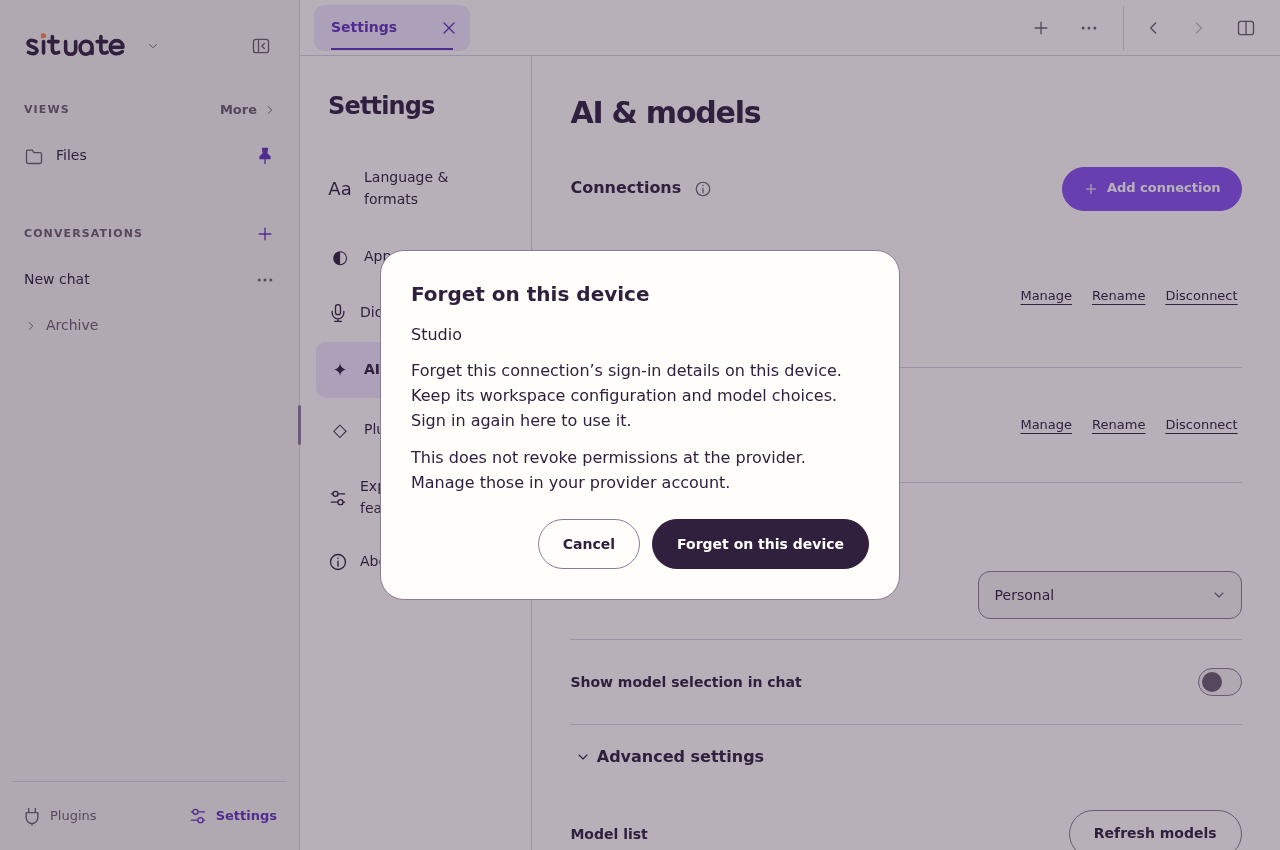 situate
Settings
VIEWS
More
Files
CONVERSATIONS
New chat
Archive
Plugins
Settings
Settings
Aa
Language &
formats
AI & models
Connections
Add connection
Manage Rename Disconnect
Manage Rename Disconnect
Forget on this device
Studio
Forget this connection’s sign-in details on this device.
Keep its workspace configuration and model choices.
Sign in again here to use it.
This does not revoke permissions at the provider.
Manage those in your provider account.
Cancel
Forget on this device
Personal
Show model selection in chat
Advanced settings
Model list
Refresh models